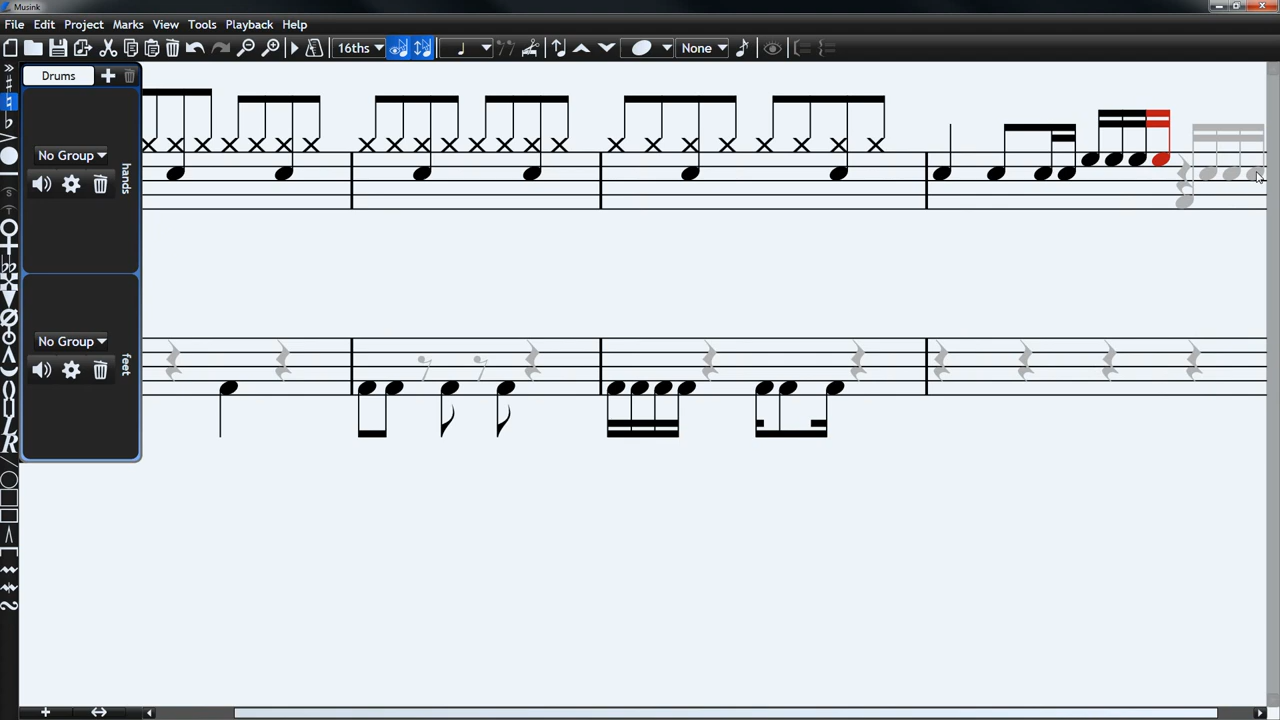 Musink
File Edit Project Marks View Tools Playback Help
16ths None
Drums
No Group
hands
No Group
feet